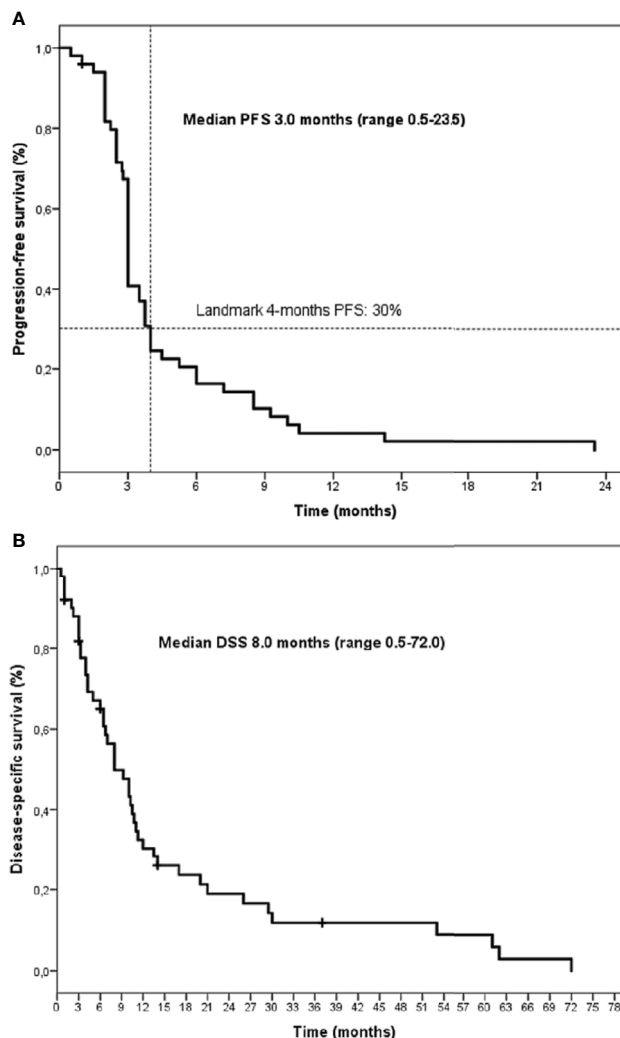 A
1,0
0,8
0,6
0,4
0,2
0,0
Progression-free survival (%)
Median PFS 3.0 months (range 0.5-23.5)
Landmark 4-months PFS: 30%
0 3 6 9 12 15 18 21 24
Time (months)
B
1,0
0,8
0,6
0,4
0,2
0,0
Disease-specific survival (%)
Median DSS 8.0 months (range 0.5-72.0)
0 3 6 9 12 15 18 21 24 27 30 33 36 39 42 45 48 51 54 57 60 63 66 69 72 75 78
Time (months)